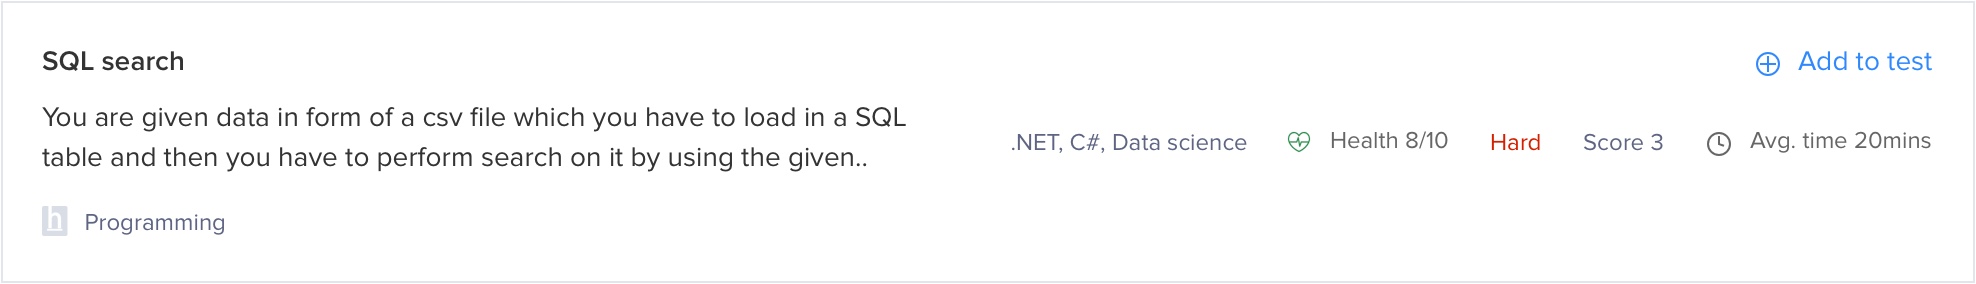 SQL search
Add to test
You are given data in form of a csv file which you have to load in a SQL
table and then you have to perform search on it by using the given..
.NET, C#, Data science Health 8/10 Hard Score 3 Avg. time 20mins
h Programming